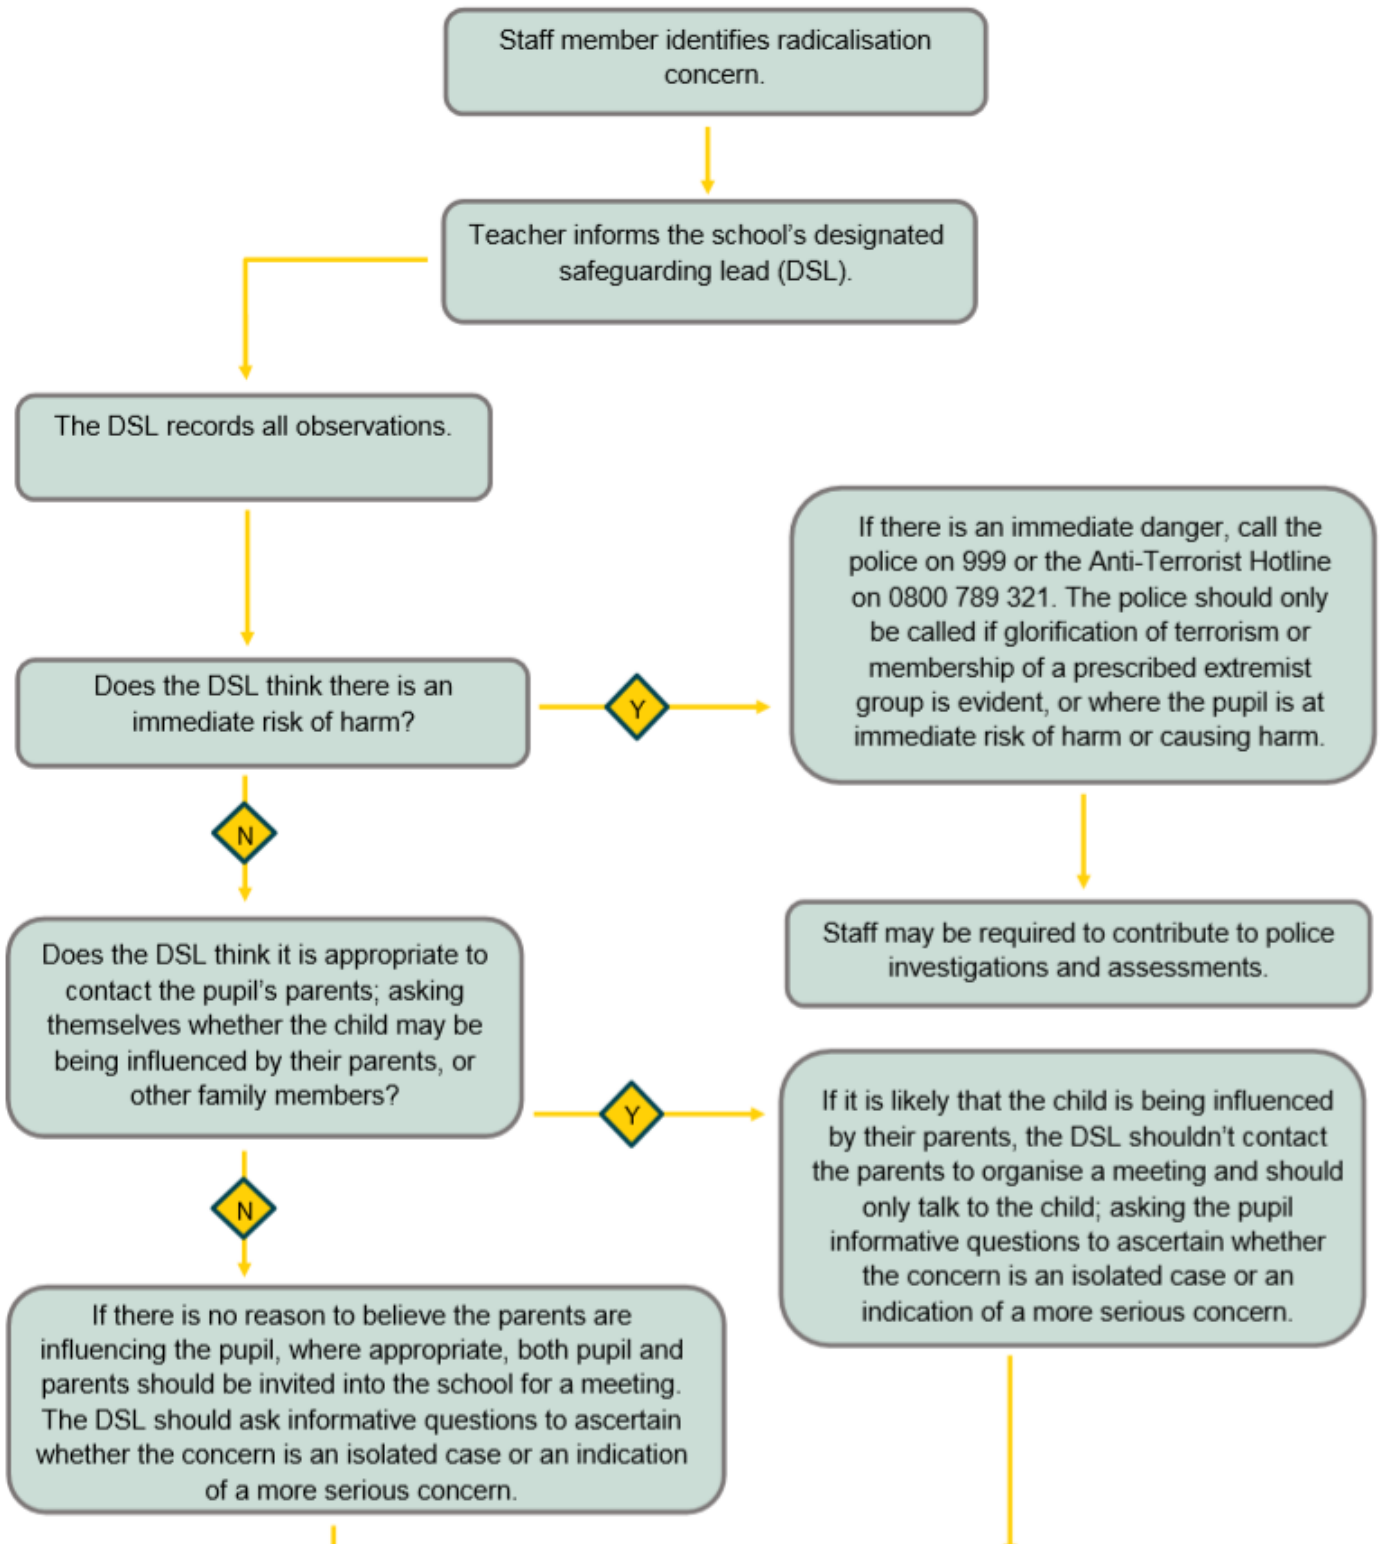 Staff member identifies radicalisation
concern.
Teacher informs the school's designated
safeguarding lead (DSL).
The DSL records all observations.
Does the DSL think there is an
immediate risk of harm?
Y
If there is an immediate danger, call the
police on 999 or the Anti-Terrorist Hotline
on 0800 789 321. The police should only
be called if glorification of terrorism or
membership of a prescribed extremist
group is evident, or where the pupil is at
immediate risk of harm or causing harm.
Staff may be required to contribute to police
investigations and assessments.
N
Does the DSL think it is appropriate to
contact the pupil's parents; asking
themselves whether the child may be
being influenced by their parents, or
other family members?
Y
If it is likely that the child is being influenced
by their parents, the DSL shouldn't contact
the parents to organise a meeting and should
only talk to the child; asking the pupil
informative questions to ascertain whether
the concern is an isolated case or an
indication of a more serious concern.
N
If there is no reason to believe the parents are
influencing the pupil, where appropriate, both pupil and
parents should be invited into the school for a meeting.
The DSL should ask informative questions to ascertain
whether the concern is an isolated case or an indication
of a more serious concern.